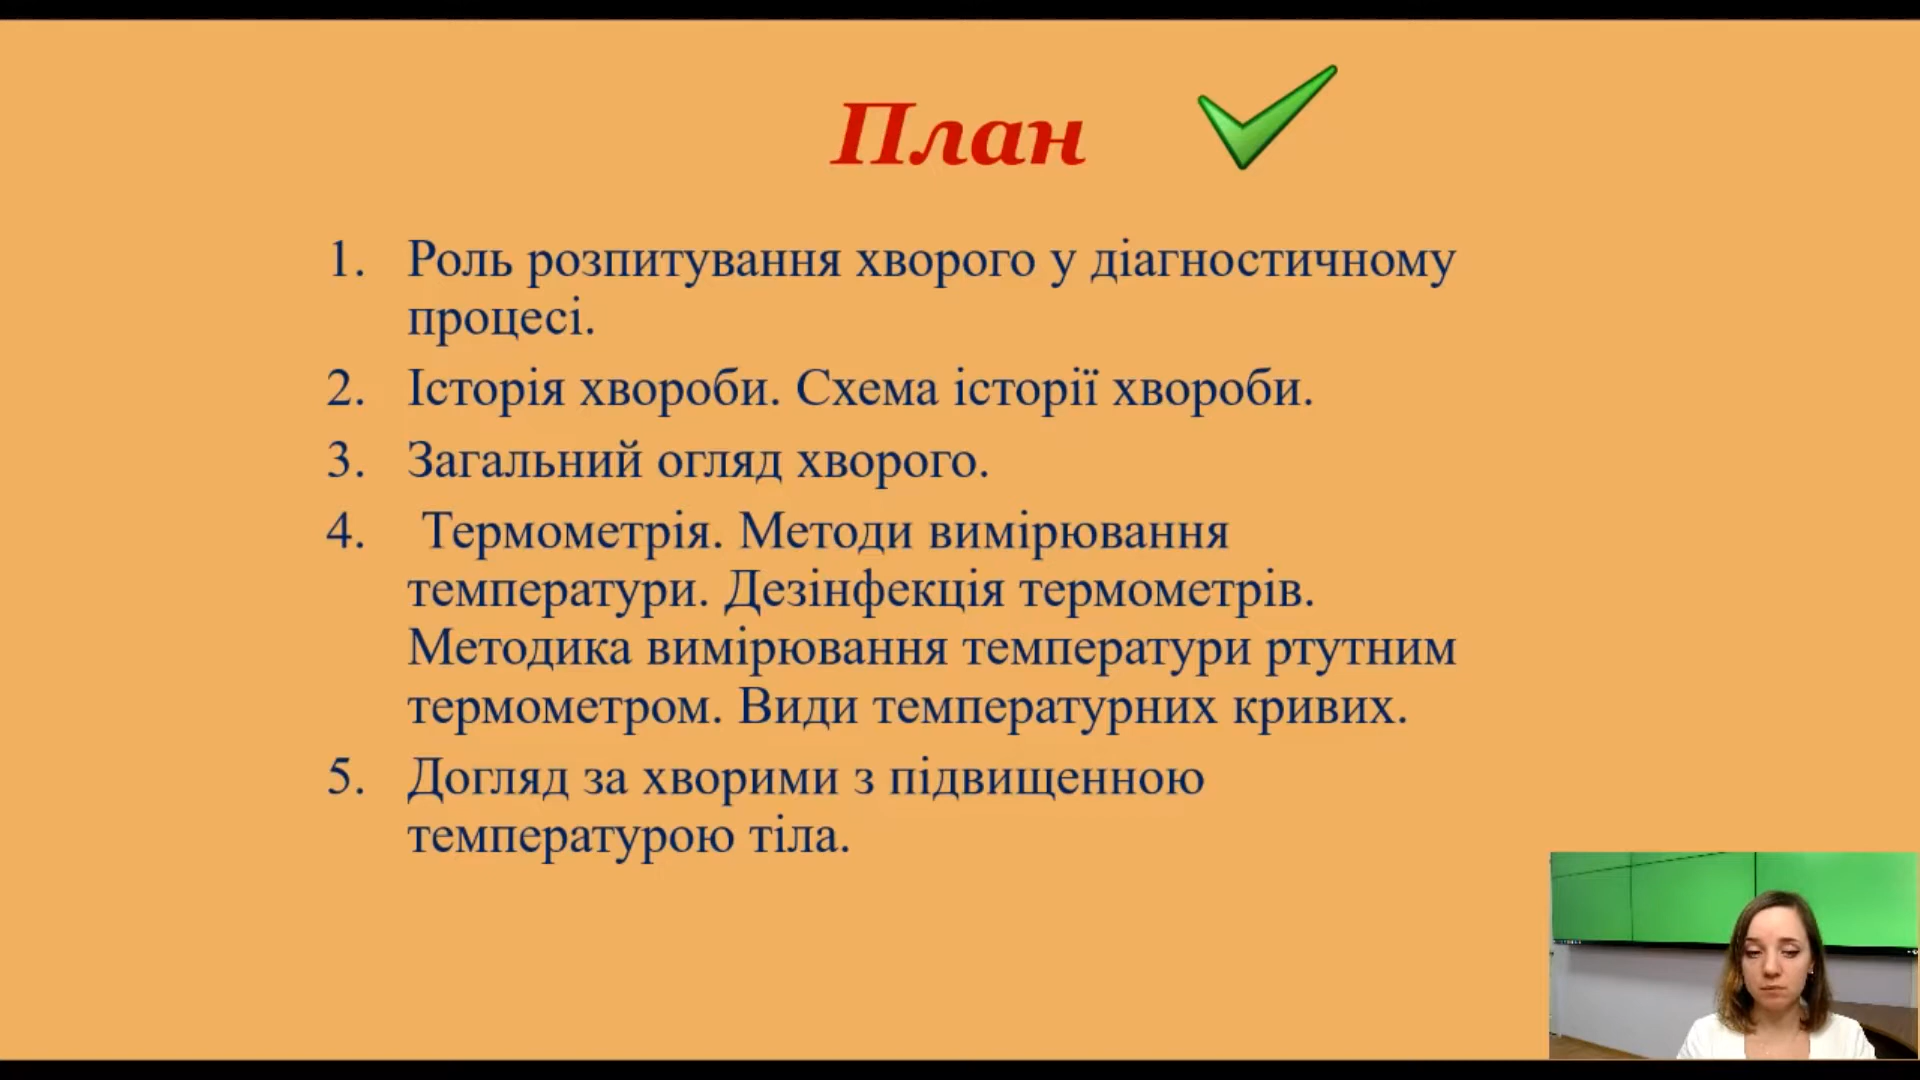 План
1. Роль розпитування хворого у діагностичному
процесі.
2. Історія хвороби. Схема історії хвороби.
3. Загальний огляд хворого.
4. Термометрія. Методи вимірювання
температури. Дезінфекція термометрів.
Методика вимірювання температури ртутним
термометром. Види температурних кривих.
5. Догляд за хворими з підвищенною
температурою тіла.